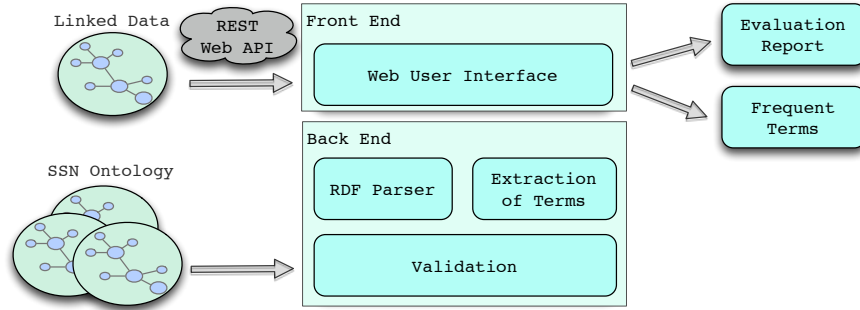 Linked Data
REST
Web API
Front End
Web User Interface
Evaluation
Report
Frequent
Terms
Back End
SSN Ontology
RDF Parser
Extraction
of Terms
Validation